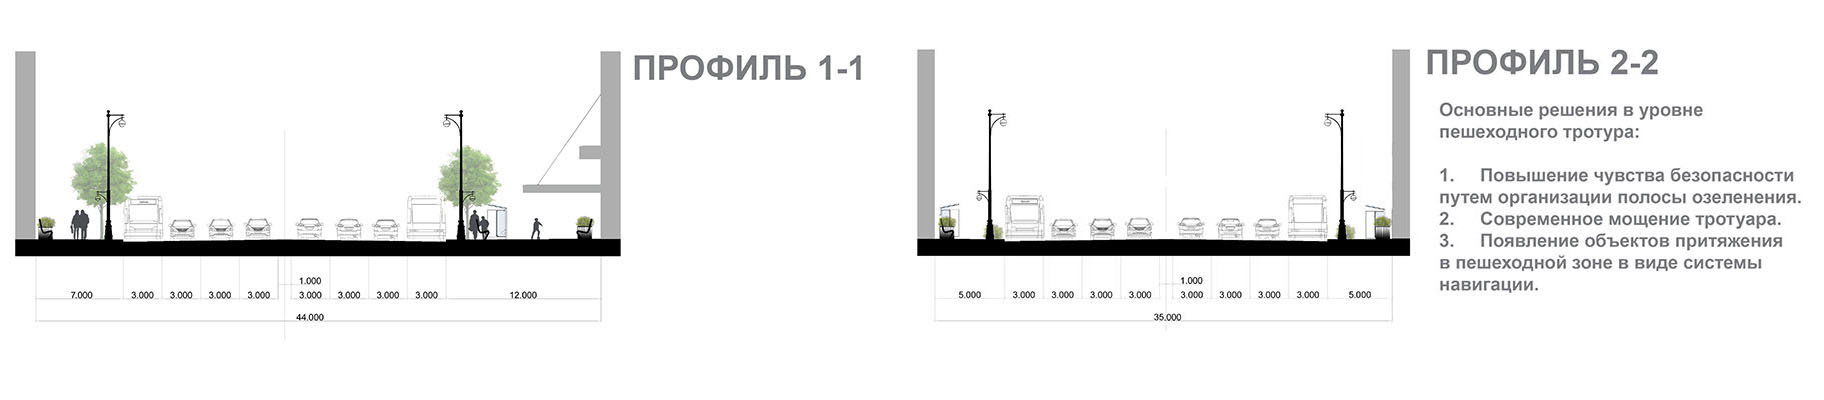 ПРОФИЛЬ 1-1
1.000
7.000 3.000 3.000 3.000 3.000 3.000 3.000 3.000 3.000 12.000
44.000
ПРОФИЛЬ 2-2
Основные решения в уровне
пешеходного тротура:
1. Повышение чувства безопасности
путем организации полосы озеленения.
2. Современное мощение тротуара.
3. Появление объектов притяжения
в пешеходной зоне в виде системы
навигации.
1.000
5.000 3.000 3.000 3.000 3.000 3.000 3.000 3.000 3.000 5.000
35.000